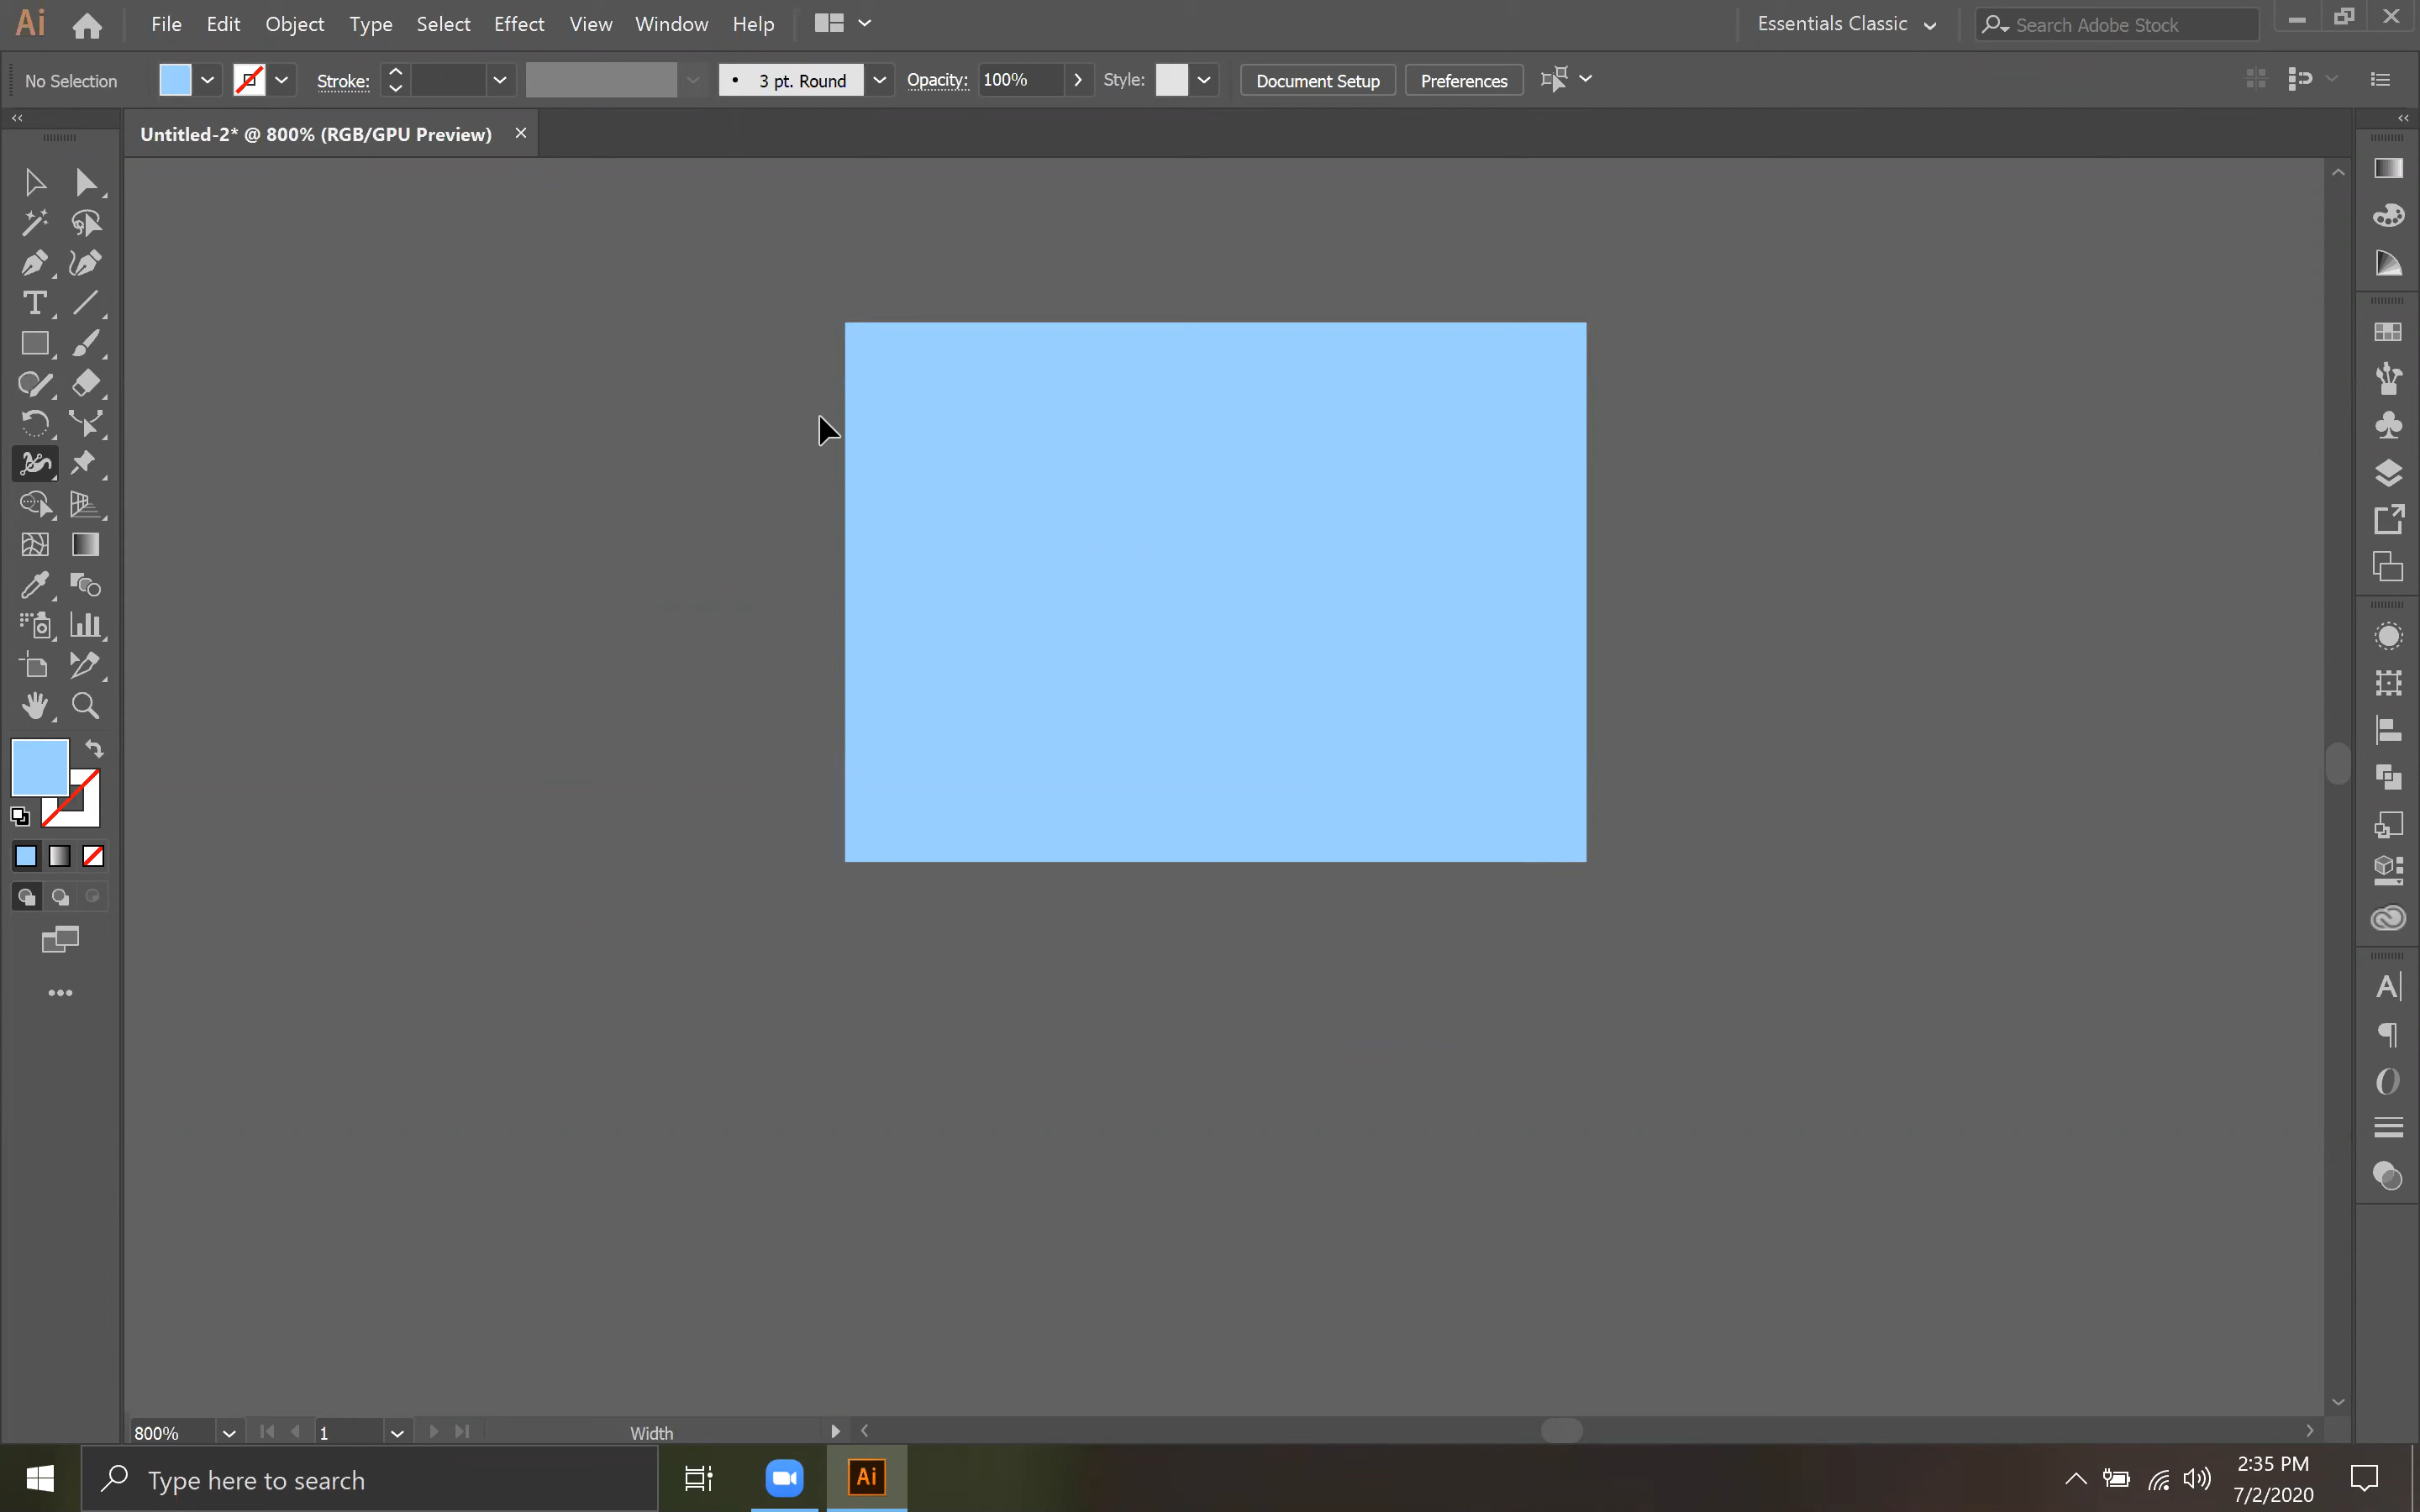 Ai File Edit Object Type Select Effect View Window Help Essentials Classic Search Adobe Stock
No Selection Stroke: 3 pt. Round Opacity: 100% Style: Document Setup Preferences
Untitled-2* @ 800% (RGB/GPU Preview)
800% 1 Width
Type here to search Ai 2:35 PM
7/2/2020